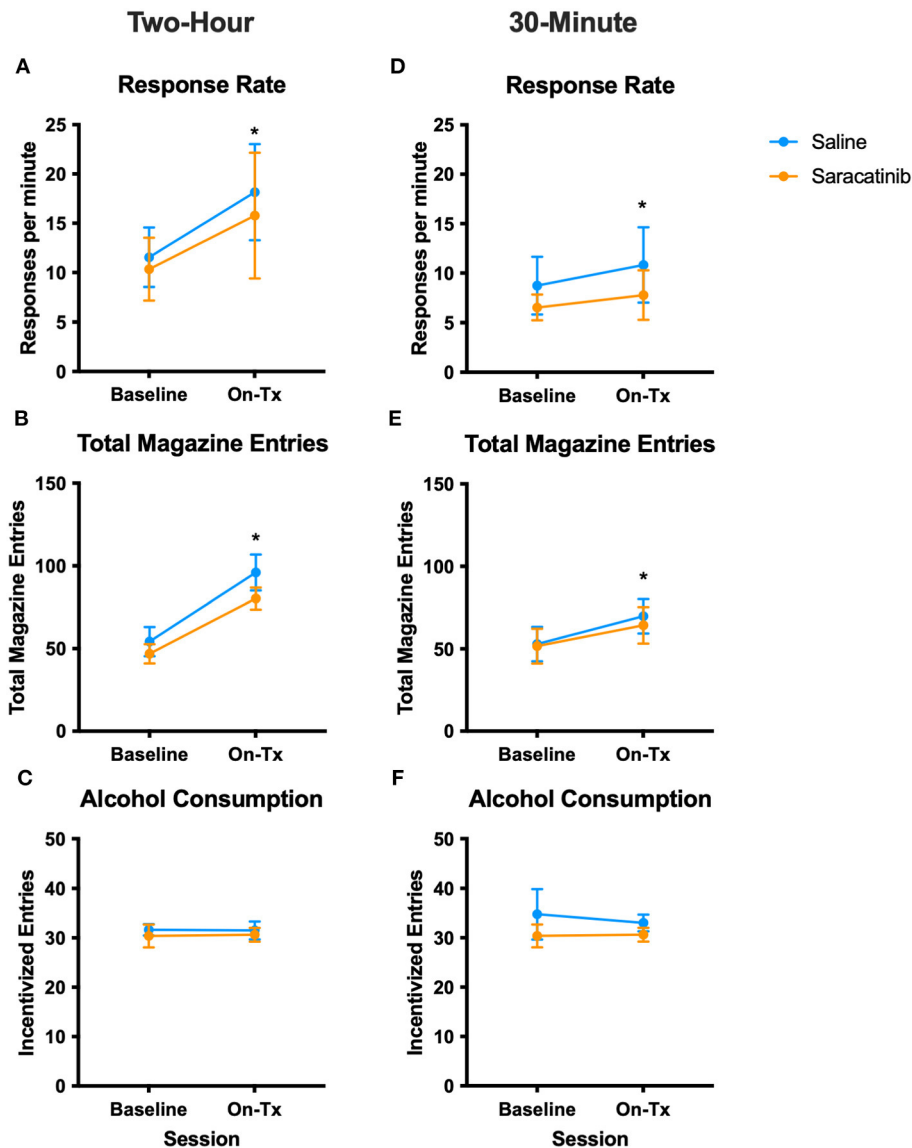 Two-Hour
30-Minute
A
Response Rate
Responses per minute
25
20
15
10
5
0
*
Baseline
On-Tx
D
Response Rate
Responses per minute
25
20
15
10
5
0
*
Baseline
On-Tx
Saline
Saracatinib
B
Total Magazine Entries
Total Magazine Entries
150
100
50
0
*
Baseline
On-Tx
E
Total Magazine Entries
Total Magazine Entries
150
100
50
0
*
Baseline
On-Tx
C
Alcohol Consumption
Incentivized Entries
50
40
30
20
10
0
Baseline
On-Tx
Session
F
Alcohol Consumption
Incentivized Entries
50
40
30
20
10
0
Baseline
On-Tx
Session